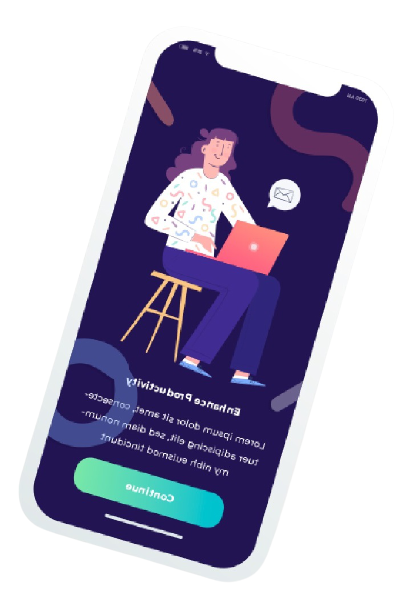 Enhance Productivity
Lorem ipsum dolor sit amet, consecte-
tuer adipiscing elit, sed diam nonum-
my nibh euismod tincidunt
Continue